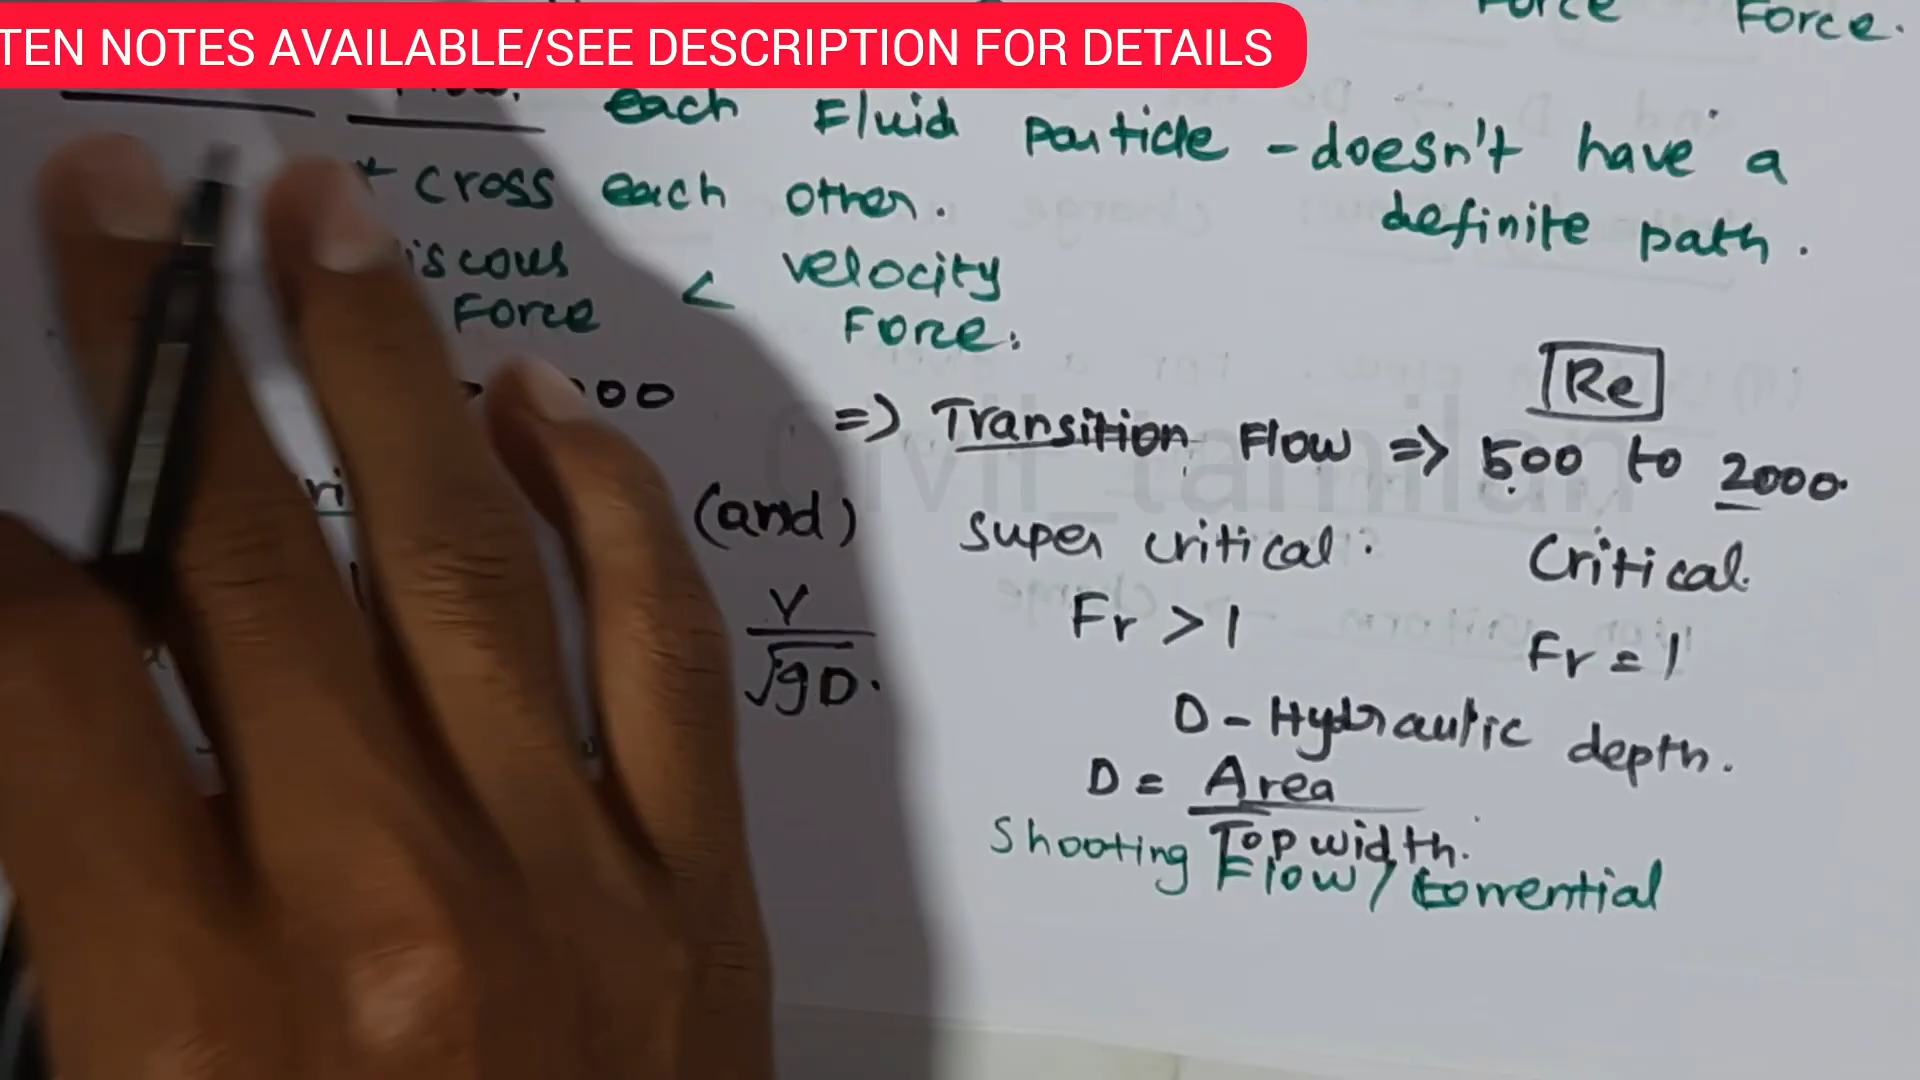 TEN NOTES AVAILABLE/SEE DESCRIPTION FOR DETAILS
Force Force.
Flow. each Fluid Particle - doesn't have a
definite path.
cross each other.
iscous Force < velocity Force.
00
Re
=> Transition Flow => 500 to 2000.
(and) super critical: Critical.
Fr > 1 Fr = 1
V
√gD.
D - Hydraulic depth.
D = Area
Top width.
Shooting Flow / torrential
Civil_tamilan